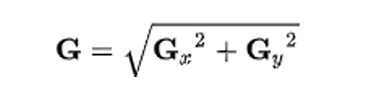 G = √(Gₓ² + Gᵧ²)